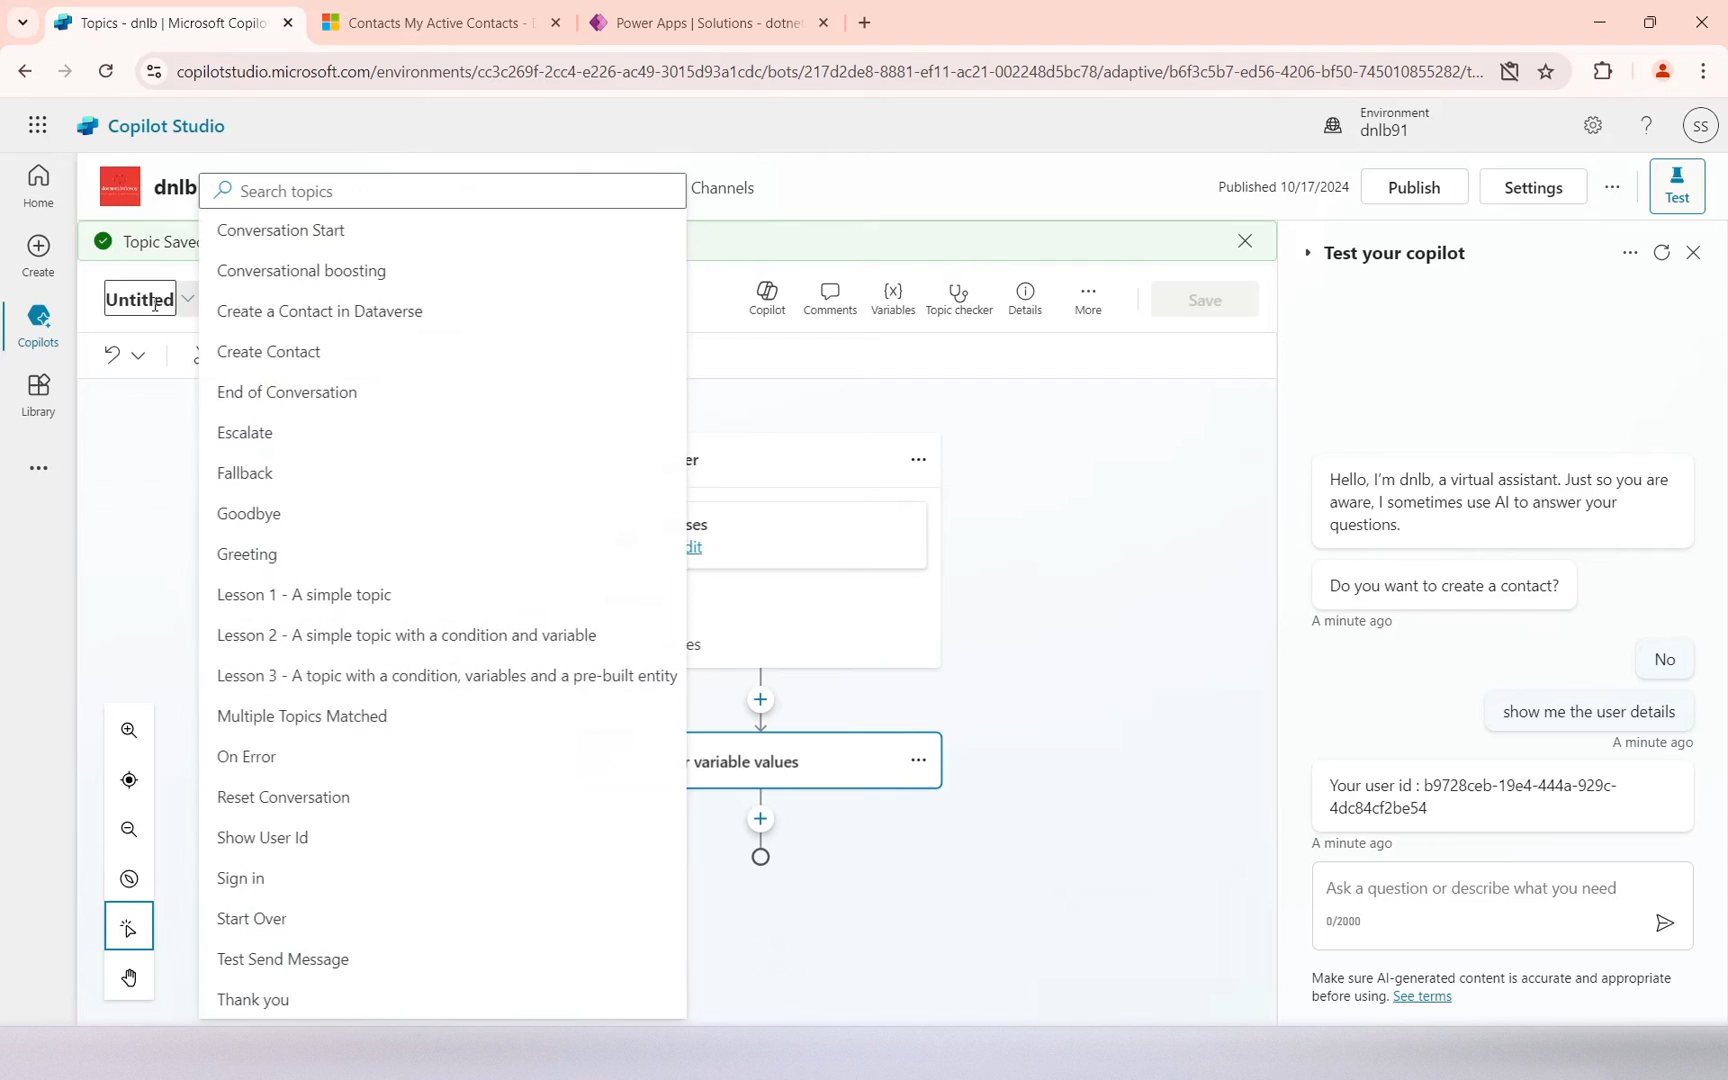 Topics - dnlb | Microsoft Copilo
Contacts My Active Contacts -
Power Apps | Solutions - dotne
copilotstudio.microsoft.com/environments/cc3c269f-2cc4-e226-ac49-3015d93a1cdc/bots/217d2de8-8881-ef11-ac21-002248d5bc78/adaptive/b6f3c5b7-ed56-4206-bf50-745010855282/t...
Copilot Studio
Environment
dnlb91
SS
Home
Create
Copilots
Library
dnlb
Channels
Published 10/17/2024
Publish
Settings
Test
Topic Saved
Untitled
Copilot
Comments
Variables
Topic checker
Details
More
Save
Search topics
Conversation Start
Conversational boosting
Create a Contact in Dataverse
Create Contact
End of Conversation
Escalate
Fallback
Goodbye
Greeting
Lesson 1 - A simple topic
Lesson 2 - A simple topic with a condition and variable
Lesson 3 - A topic with a condition, variables and a pre-built entity
Multiple Topics Matched
On Error
Reset Conversation
Show User Id
Sign in
Start Over
Test Send Message
Thank you
er
ses
dit
es
r variable values
Test your copilot
Hello, I'm dnlb, a virtual assistant. Just so you are
aware, I sometimes use AI to answer your
questions.
Do you want to create a contact?
A minute ago
No
show me the user details
A minute ago
Your user id : b9728ceb-19e4-444a-929c-
4dc84cf2be54
A minute ago
Ask a question or describe what you need
0/2000
Make sure AI-generated content is accurate and appropriate
before using. See terms